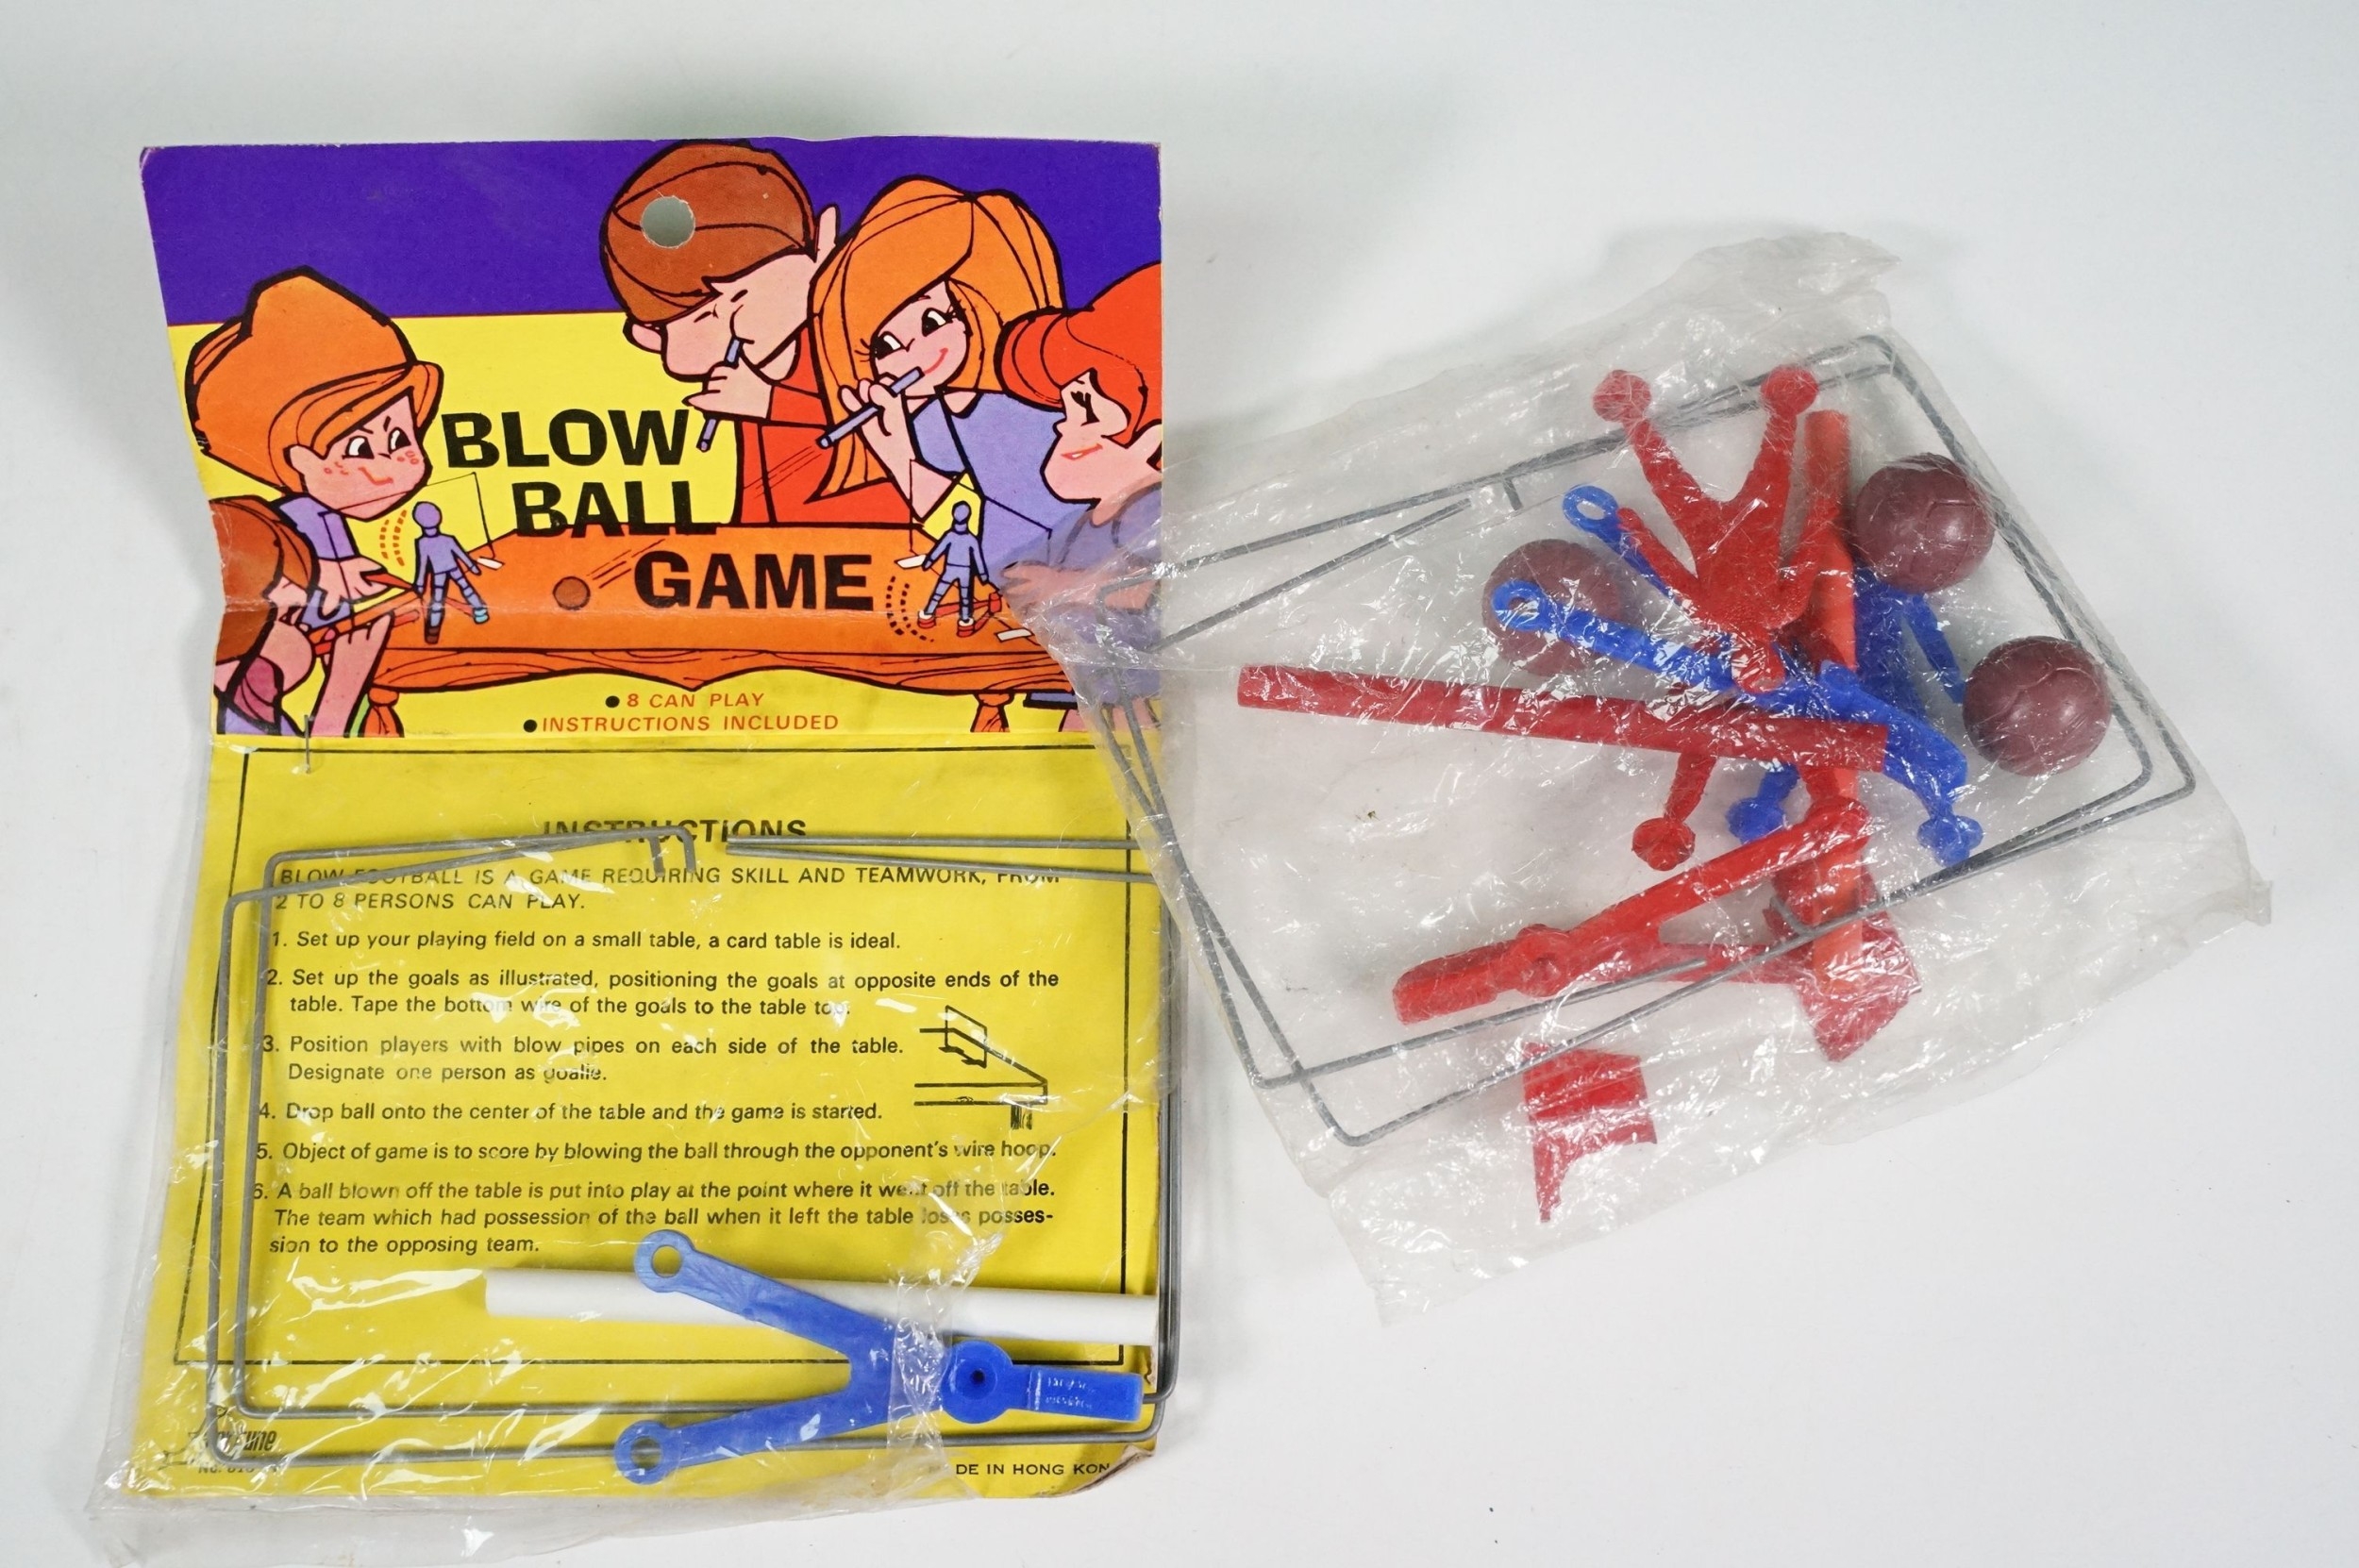 BLOW
BALL
GAME
● 8 CAN PLAY
● INSTRUCTIONS INCLUDED
INSTRUCTIONS
BLOW FOOTBALL IS A GAME REQUIRING SKILL AND TEAMWORK, FROM
2 TO 8 PERSONS CAN PLAY.
1. Set up your playing field on a small table, a card table is ideal.
2. Set up the goals as illustrated, positioning the goals at opposite ends of the
table. Tape the bottom wire of the goals to the table top.
3. Position players with blow pipes on each side of the table.
Designate one person as goalie.
4. Drop ball onto the center of the table and the game is started.
5. Object of game is to score by blowing the ball through the opponent's wire hoop.
6. A ball blown off the table is put into play at the point where it went off the table.
The team which had possession of the ball when it left the table loses posses-
sion to the opposing team.
DE IN HONG KON